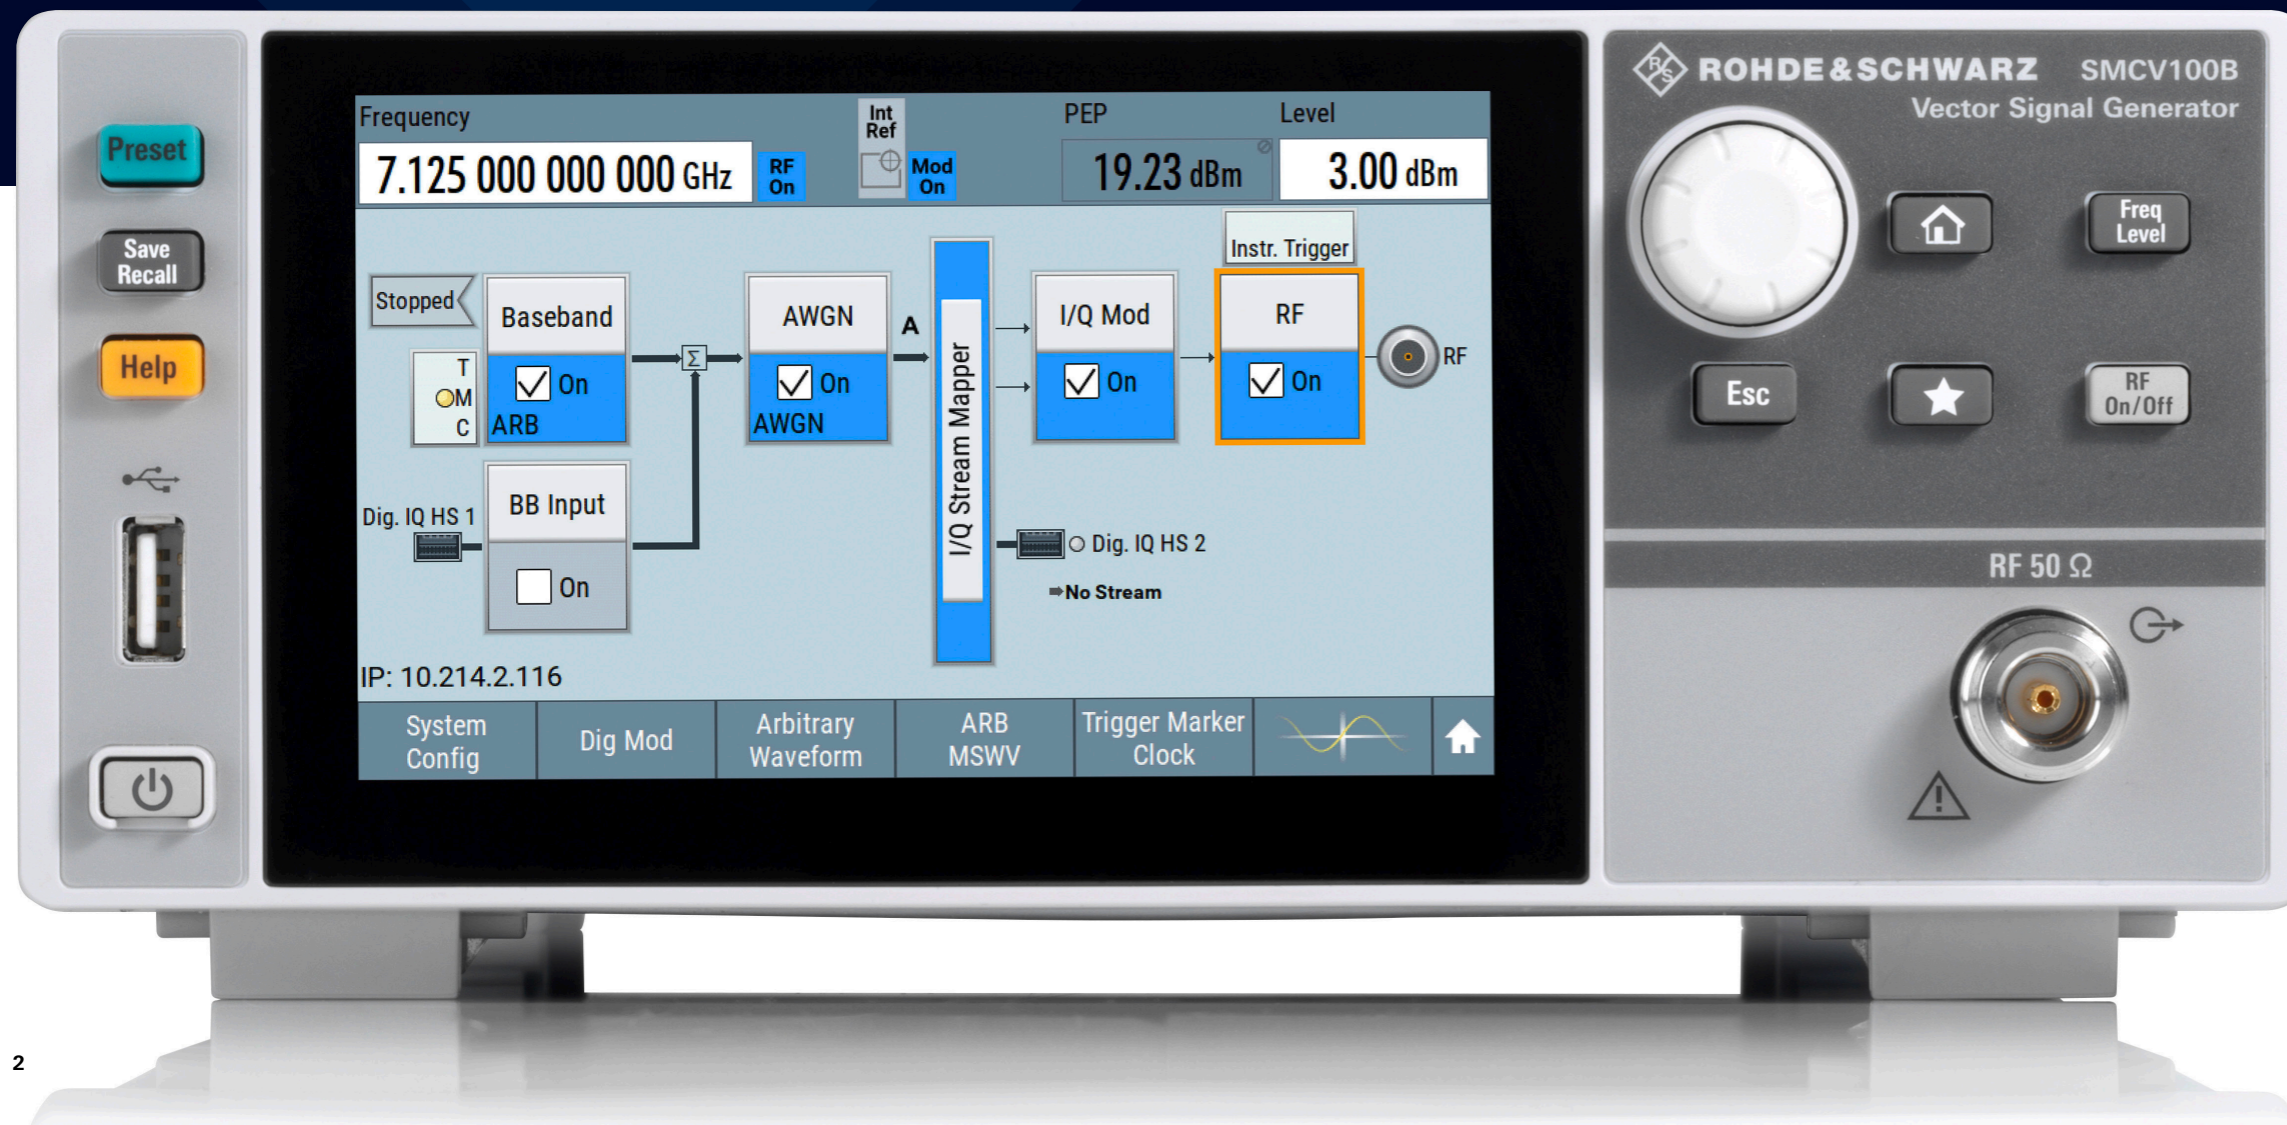 ROHDE&SCHWARZ SMCV100B
Vector Signal Generator
Preset
Save
Recall
Help
Frequency
7.125 000 000 000 GHz
RF
On
Int
Ref
Mod
On
PEP
19.23 dBm
Level
3.00 dBm
Instr. Trigger
Stopped
Baseband
On
ARB
T
M
C
Σ
AWGN
On
AWGN
A
I/Q Stream Mapper
I/Q Mod
On
RF
On
RF
Dig. IQ HS 1
BB Input
On
Dig. IQ HS 2
No Stream
IP: 10.214.2.116
System
Config
Dig Mod
Arbitrary
Waveform
ARB
MSWV
Trigger Marker
Clock
Freq
Level
Esc
RF
On/Off
RF 50 Ω
2